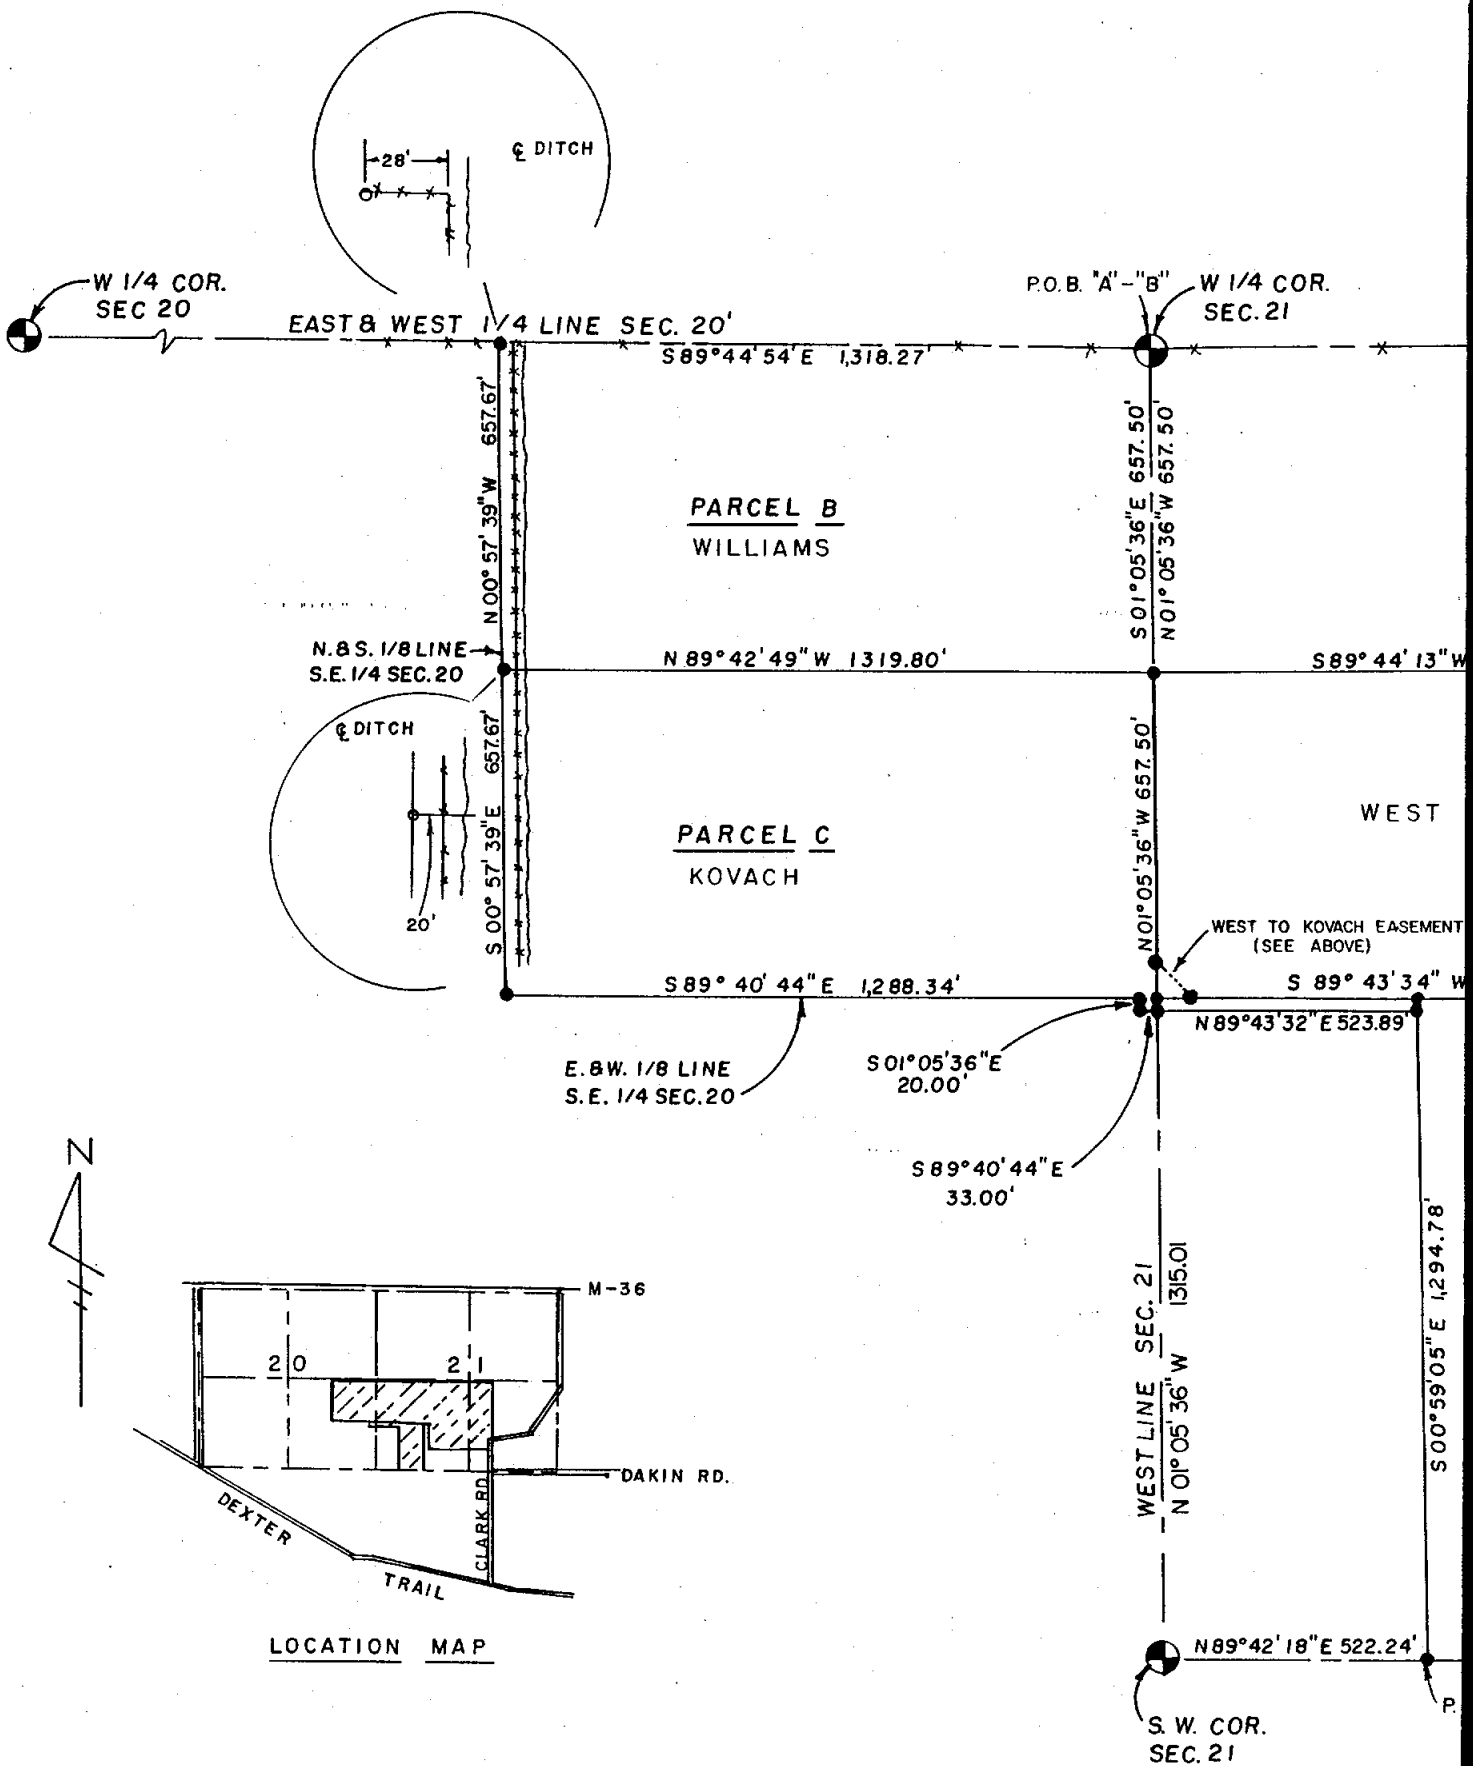 ℄ DITCH
28'
W 1/4 COR.
SEC 20
P.O.B. "A"-"B"
W 1/4 COR.
SEC. 21
EAST & WEST 1/4 LINE SEC. 20'
S 89° 44' 54' E 1,318.27'
N 00° 57' 39" W 657.67'
S 01° 05' 36" E 657.50'
N 01° 05' 36" W 657.50'
PARCEL B
WILLIAMS
N. & S. 1/8 LINE
S.E. 1/4 SEC. 20
N 89° 42' 49" W 1319.80'
S 89° 44' 13" W
℄ DITCH
20'
S 00° 57' 39" E 657.67'
N 01° 05' 36" W 657.50'
PARCEL C
KOVACH
WEST
WEST TO KOVACH EASEMENT
(SEE ABOVE)
S 89° 40' 44" E 1,288.34'
S 89° 43' 34" W
N 89° 43' 32" E 523.89'
E. & W. 1/8 LINE
S.E. 1/4 SEC. 20
S 01° 05' 36" E
20.00'
S 89° 40' 44" E
33.00'
N
WEST LINE SEC. 21
N 01° 05' 36" W 1315.01
S 00° 59' 05" E 1,294.78'
M-36
20
21
DAKIN RD.
CLARK RD
DEXTER
TRAIL
LOCATION MAP
N 89° 42' 18" E 522.24'
P.
S. W. COR.
SEC. 21